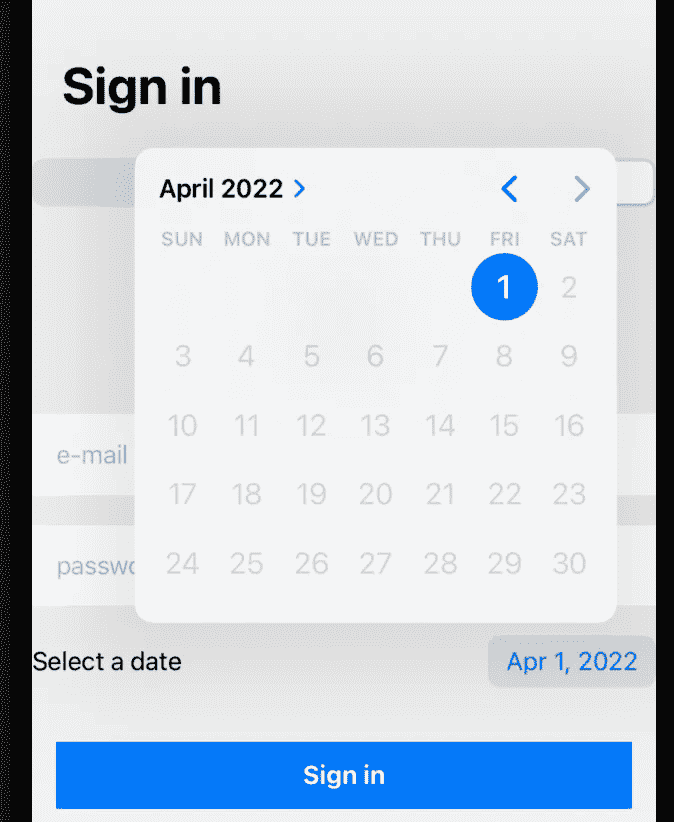 Sign in
April 2022
SUN MON TUE WED THU FRI SAT
1 2
3 4 5 6 7 8 9
10 11 12 13 14 15 16
17 18 19 20 21 22 23
24 25 26 27 28 29 30
e-mail
passwo
Select a date Apr 1, 2022
Sign in